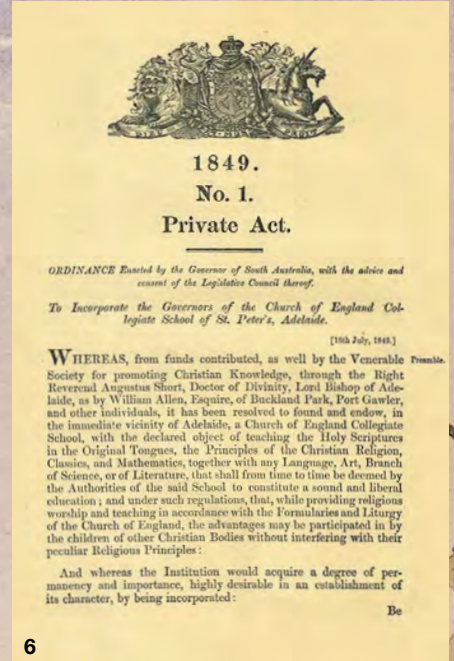 1849.
No. 1.
Private Act.
ORDINANCE Enacted by the Governor of South Australia, with the advice and
consent of the Legislative Council thereof.
To Incorporate the Governors of the Church of England Col-
legiate School of St. Peter's, Adelaide.
[18th July, 1849.]
WHEREAS, from funds contributed, as well by the Venerable Preamble.
Society for promoting Christian Knowledge, through the Right
Reverend Augustus Short, Doctor of Divinity, Lord Bishop of Ade-
laide, as by William Allen, Esquire, of Buckland Park, Port Gawler,
and other individuals, it has been resolved to found and endow, in
the immediate vicinity of Adelaide, a Church of England Collegiate
School, with the declared object of teaching the Holy Scriptures
in the Original Tongues, the Principles of the Christian Religion,
Classics, and Mathematics, together with any Language, Art, Branch
of Science, or of Literature, that shall from time to time be deemed by
the Authorities of the said School to constitute a sound and liberal
education; and under such regulations, that, while providing religious
worship and teaching in accordance with the Formularies and Liturgy
of the Church of England, the advantages may be participated in by
the children of other Christian Bodies without interfering with their
peculiar Religious Principles:
And whereas the Institution would acquire a degree of per-
manency and importance, highly desirable in an establishment of
its character, by being incorporated:
Be
6